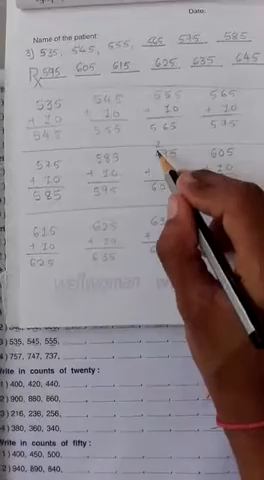 Date:
Name of the patient:
3) 535, 545, 555, 565 575 585
Rx 595 605 615 625 635 645
535 545 555 565
+ 10 + 10 + 10 + 10
545 555 565 575
575 585 605
+ 10 + 10 +
585 595
615 625
+ 10 + 10 +
625 635
wellwoman
3) 535, 545, 555,
4) 757, 747, 737,
Write in counts of twenty :
1) 400, 420, 440,
2) 900, 880, 860,
3) 216, 236, 256,
4) 380, 360, 340,
Write in counts of fifty :
1) 400, 450, 500,
2) 940, 890, 840,